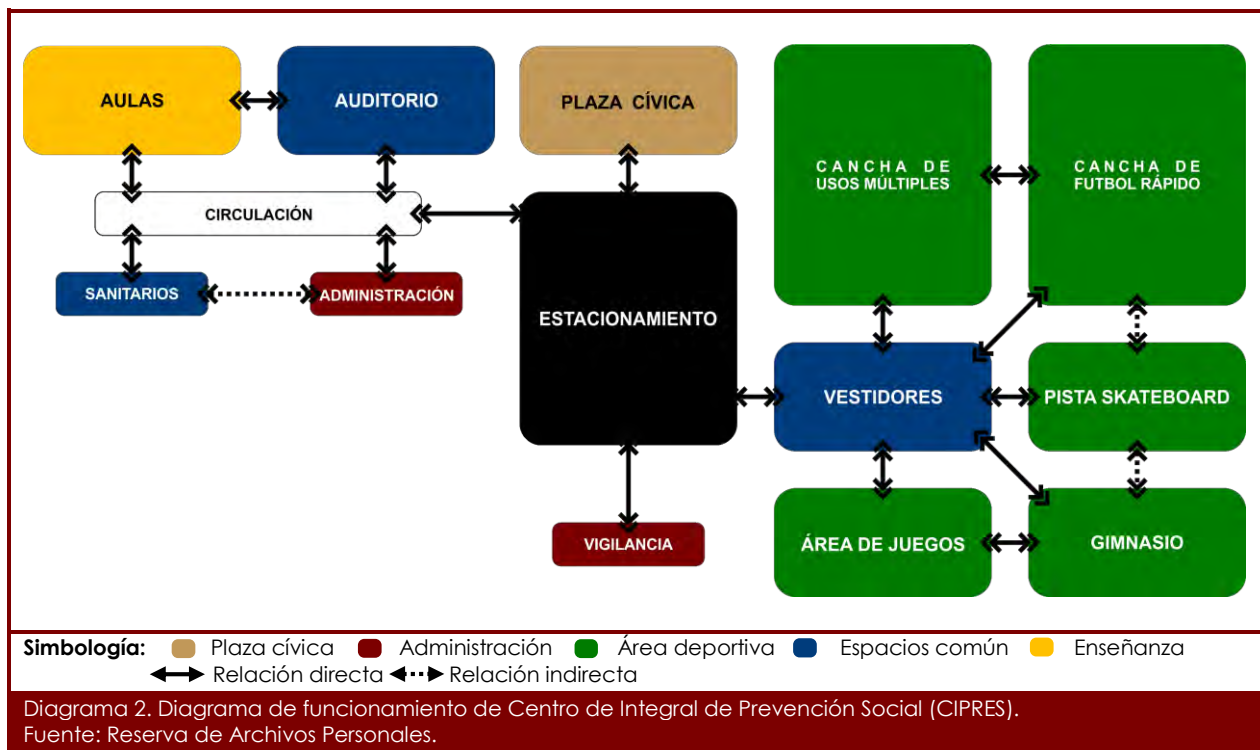 AULAS
AUDITORIO
PLAZA CÍVICA
CANCHA DE
USOS MÚLTIPLES
CANCHA DE
FUTBOL RÁPIDO
CIRCULACIÓN
SANITARIOS
ADMINISTRACIÓN
ESTACIONAMIENTO
VESTIDORES
PISTA SKATEBOARD
VIGILANCIA
ÁREA DE JUEGOS
GIMNASIO
Simbología: Plaza cívica Administración Área deportiva Espacios común Enseñanza
Relación directa Relación indirecta
Diagrama 2. Diagrama de funcionamiento de Centro de Integral de Prevención Social (CIPRES).
Fuente: Reserva de Archivos Personales.